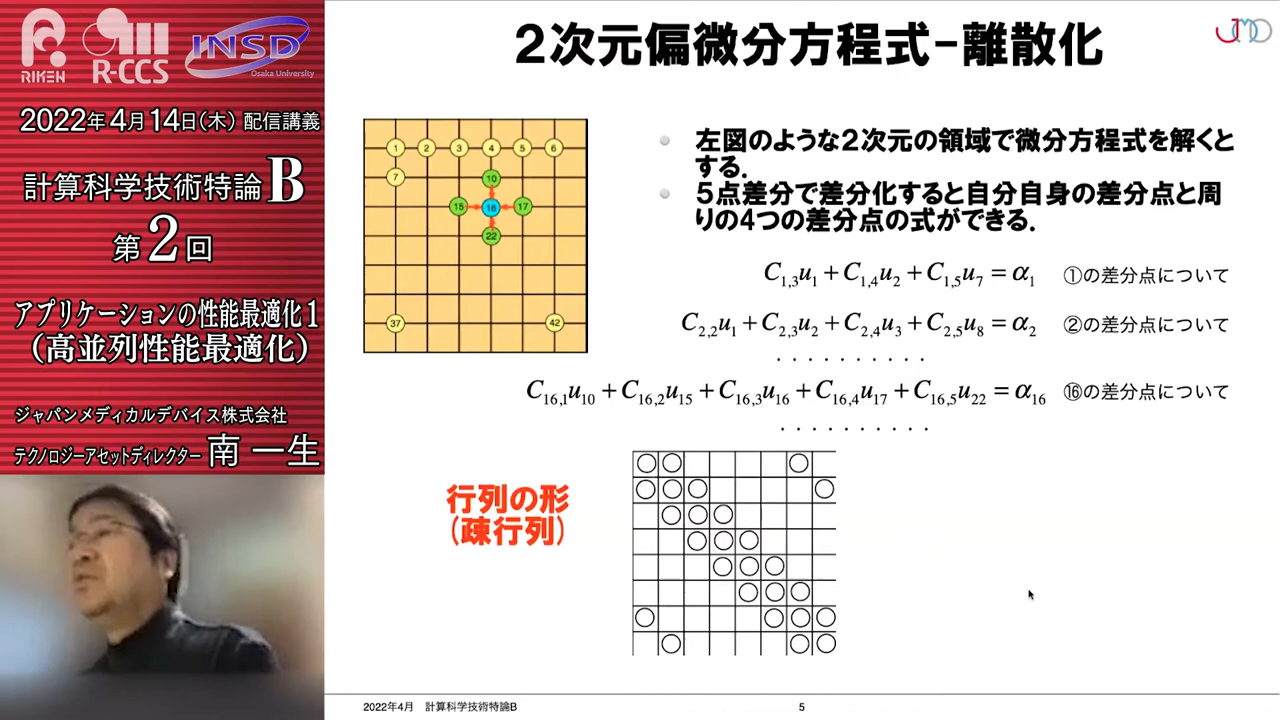 RIKEN
R-CCS
INSD
Osaka University
2022年4月14日(木) 配信講義
計算科学技術特論B
第2回
アプリケーションの性能最適化1
(高並列性能最適化)
ジャパンメディカルデバイス株式会社
テクノロジーアセットディレクター 南 一生
2次元偏微分方程式-離散化
JMD
1 2 3 4 5 6
7 10
15 16 17
22
37 42
左図のような2次元の領域で微分方程式を解くと
する.
5点差分で差分化すると自分自身の差分点と周
りの4つの差分点の式ができる.
C1,3u1 + C1,4u2 + C1,5u7 = α1 ①の差分点について
C2,2u1 + C2,3u2 + C2,4u3 + C2,5u8 = α2 ②の差分点について
. . . . . . . . . .
C16,1u10 + C16,2u15 + C16,3u16 + C16,4u17 + C16,5u22 = α16 ⑯の差分点について
. . . . . . . . . .
行列の形
(疎行列)
2022年4月 計算科学技術特論B 5